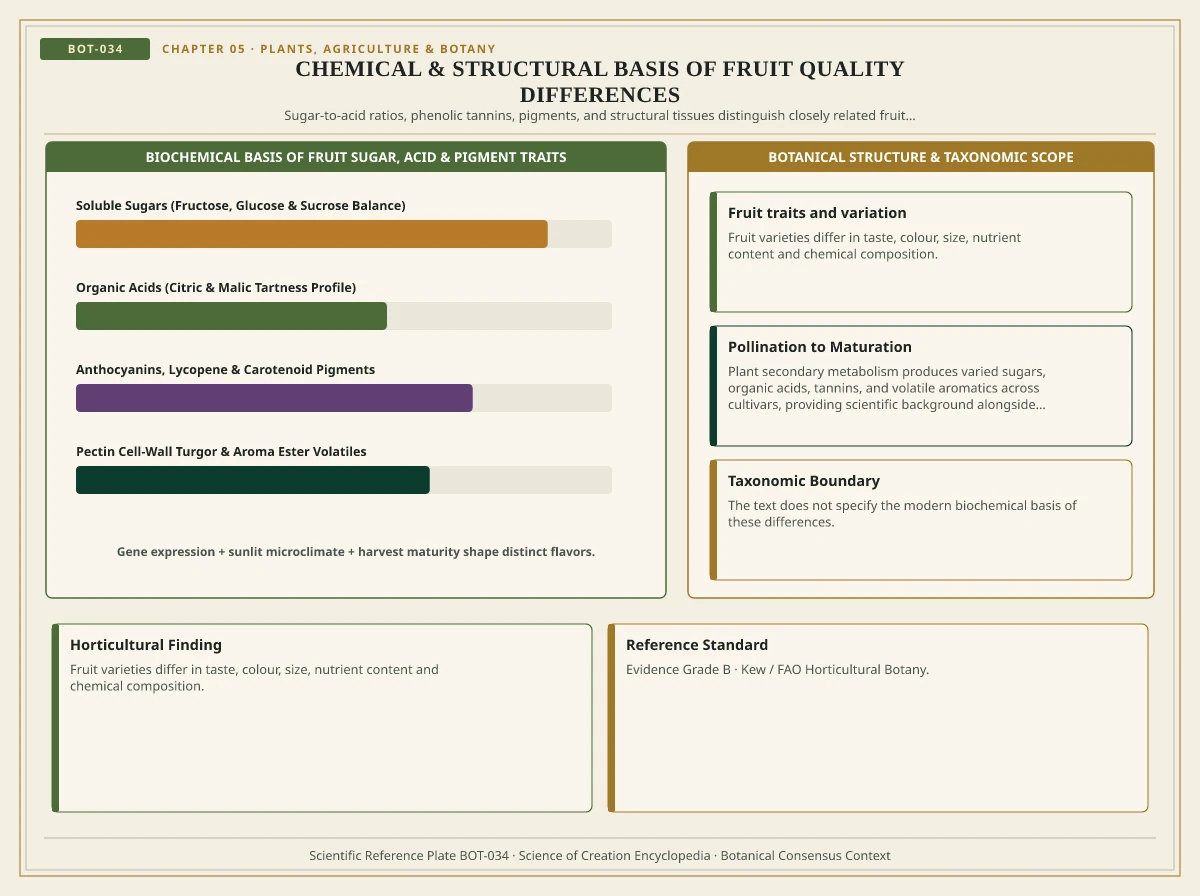 BOT-034
CHAPTER 05 · PLANTS, AGRICULTURE & BOTANY
CHEMICAL & STRUCTURAL BASIS OF FRUIT QUALITY
DIFFERENCES
Sugar-to-acid ratios, phenolic tannins, pigments, and structural tissues distinguish closely related fruit…
BIOCHEMICAL BASIS OF FRUIT SUGAR, ACID & PIGMENT TRAITS
Soluble Sugars (Fructose, Glucose & Sucrose Balance)
Organic Acids (Citric & Malic Tartness Profile)
Anthocyanins, Lycopene & Carotenoid Pigments
Pectin Cell-Wall Turgor & Aroma Ester Volatiles
Gene expression + sunlit microclimate + harvest maturity shape distinct flavors.
BOTANICAL STRUCTURE & TAXONOMIC SCOPE
Fruit traits and variation
Fruit varieties differ in taste, colour, size, nutrient
content and chemical composition.
Pollination to Maturation
Plant secondary metabolism produces varied sugars,
organic acids, tannins, and volatile aromatics across
cultivars, providing scientific background alongside…
Taxonomic Boundary
The text does not specify the modern biochemical basis of
these differences.
Horticultural Finding
Fruit varieties differ in taste, colour, size, nutrient content and
chemical composition.
Reference Standard
Evidence Grade B · Kew / FAO Horticultural Botany.
Scientific Reference Plate BOT-034 · Science of Creation Encyclopedia · Botanical Consensus Context